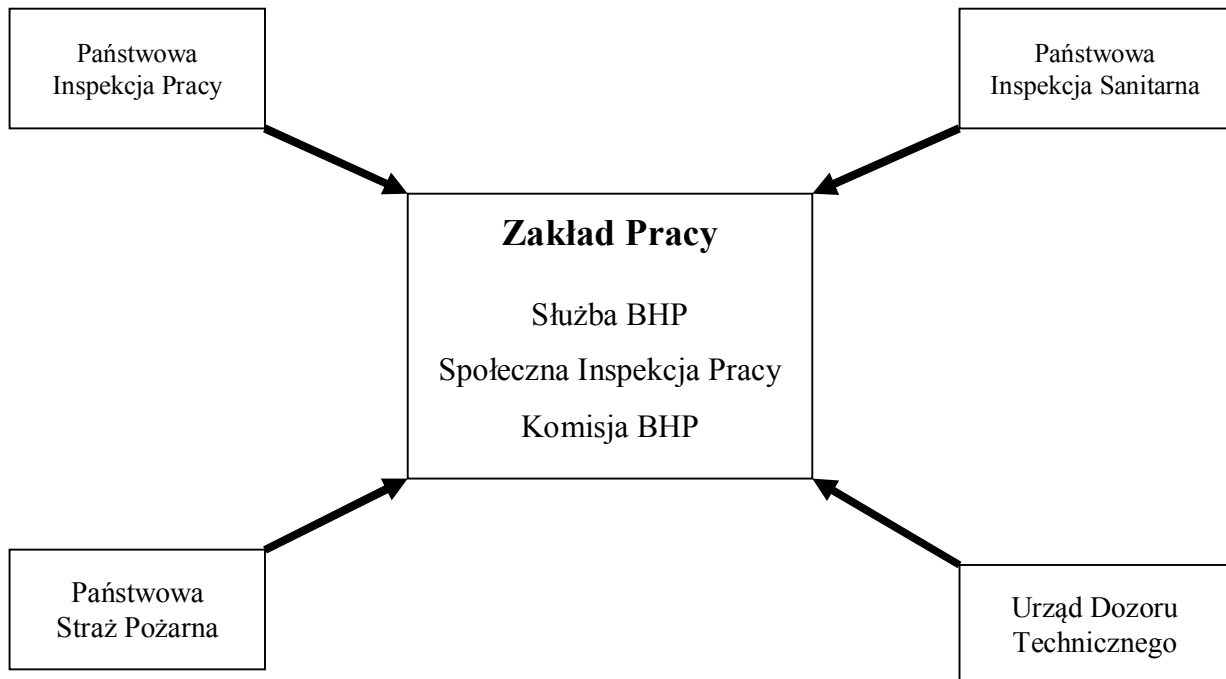 Państwowa
Inspekcja Pracy
Państwowa
Inspekcja Sanitarna
Zakład Pracy
Służba BHP
Społeczna Inspekcja Pracy
Komisja BHP
Państwowa
Straż Pożarna
Urząd Dozoru
Technicznego